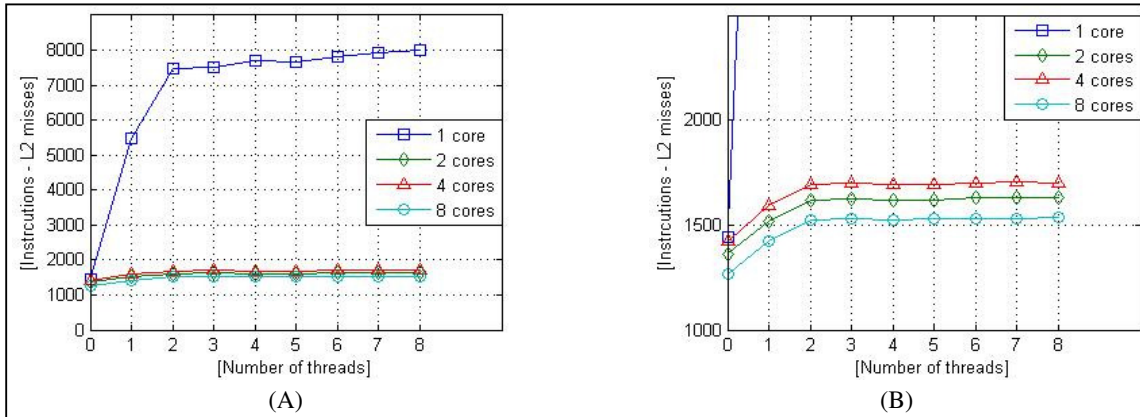 8000
7000
6000
5000
4000
3000
2000
1000
0
[Instrcutions - L2 misses]
0 1 2 3 4 5 6 7 8
[Number of threads]
1 core
2 cores
4 cores
8 cores
(A)
2000
1500
1000
[Instrcutions - L2 misses]
0 1 2 3 4 5 6 7 8
[Number of threads]
1 core
2 cores
4 cores
8 cores
(B)